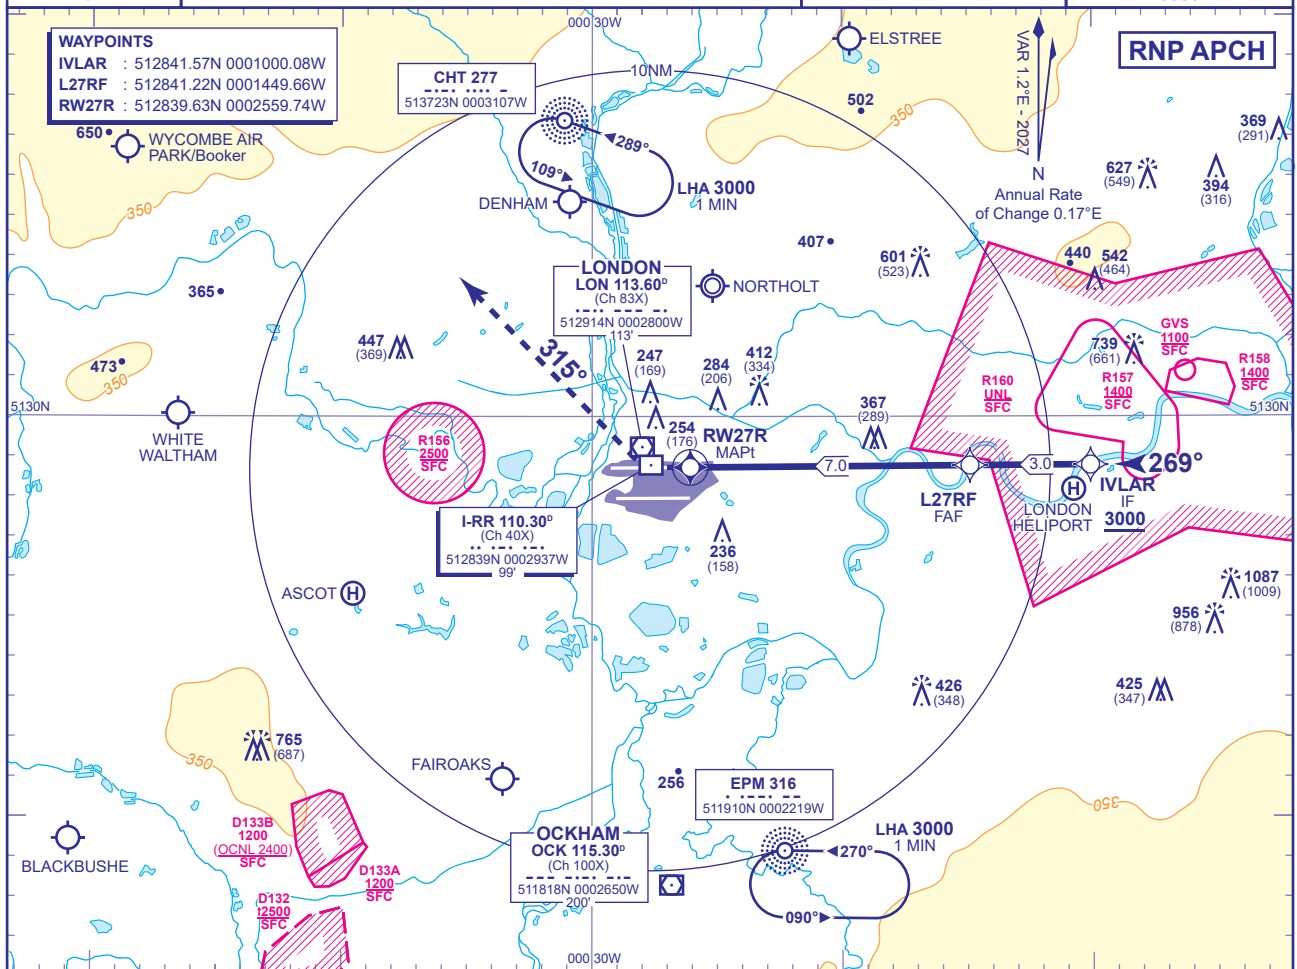 000 30W
WAYPOINTS
IVLAR : 512841.57N 0001000.08W
L27RF : 512841.22N 0001449.66W
RW27R : 512839.63N 0002559.74W
ELSTREE
VAR 1.2°E - 2027
RNP APCH
CHT 277
513723N 0003107W
10NM
502
350
369
(291)
650
WYCOMBE AIR
PARK/Booker
289°
109°
LHA 3000
1 MIN
DENHAM
N
Annual Rate
of Change 0.17°E
627
(549)
394
(316)
350
407
601
(523)
440
542
(464)
LONDON
LON 113.60ᴰ
(Ch 83X)
512914N 0002800W
113'
NORTHOLT
365
447
(369)
315°
247
(169)
284
(206)
412
(334)
739
(661)
GVS
1100
SFC
R158
1400
SFC
473
350
R160
UNL
SFC
R157
1400
SFC
367
(289)
5130N
5130N
WHITE
WALTHAM
R156
2500
SFC
254
(176)
RW27R
MAPt
7.0
3.0
269°
L27RF
FAF
IVLAR
IF
3000
H
LONDON
HELIPORT
I-RR 110.30ᴰ
(Ch 40X)
512839N 0002937W
99'
236
(158)
ASCOT
H
1087
(1009)
956
(878)
426
(348)
425
(347)
765
(687)
350
FAIROAKS
256
EPM 316
511910N 0002219W
350
D133B
1200
(OCNL 2400)
SFC
BLACKBUSHE
OCKHAM
OCK 115.30ᴰ
(Ch 100X)
511818N 0002650W
200'
LHA 3000
1 MIN
270°
090°
D133A
1200
SFC
D132
2500
SFC
000 30W